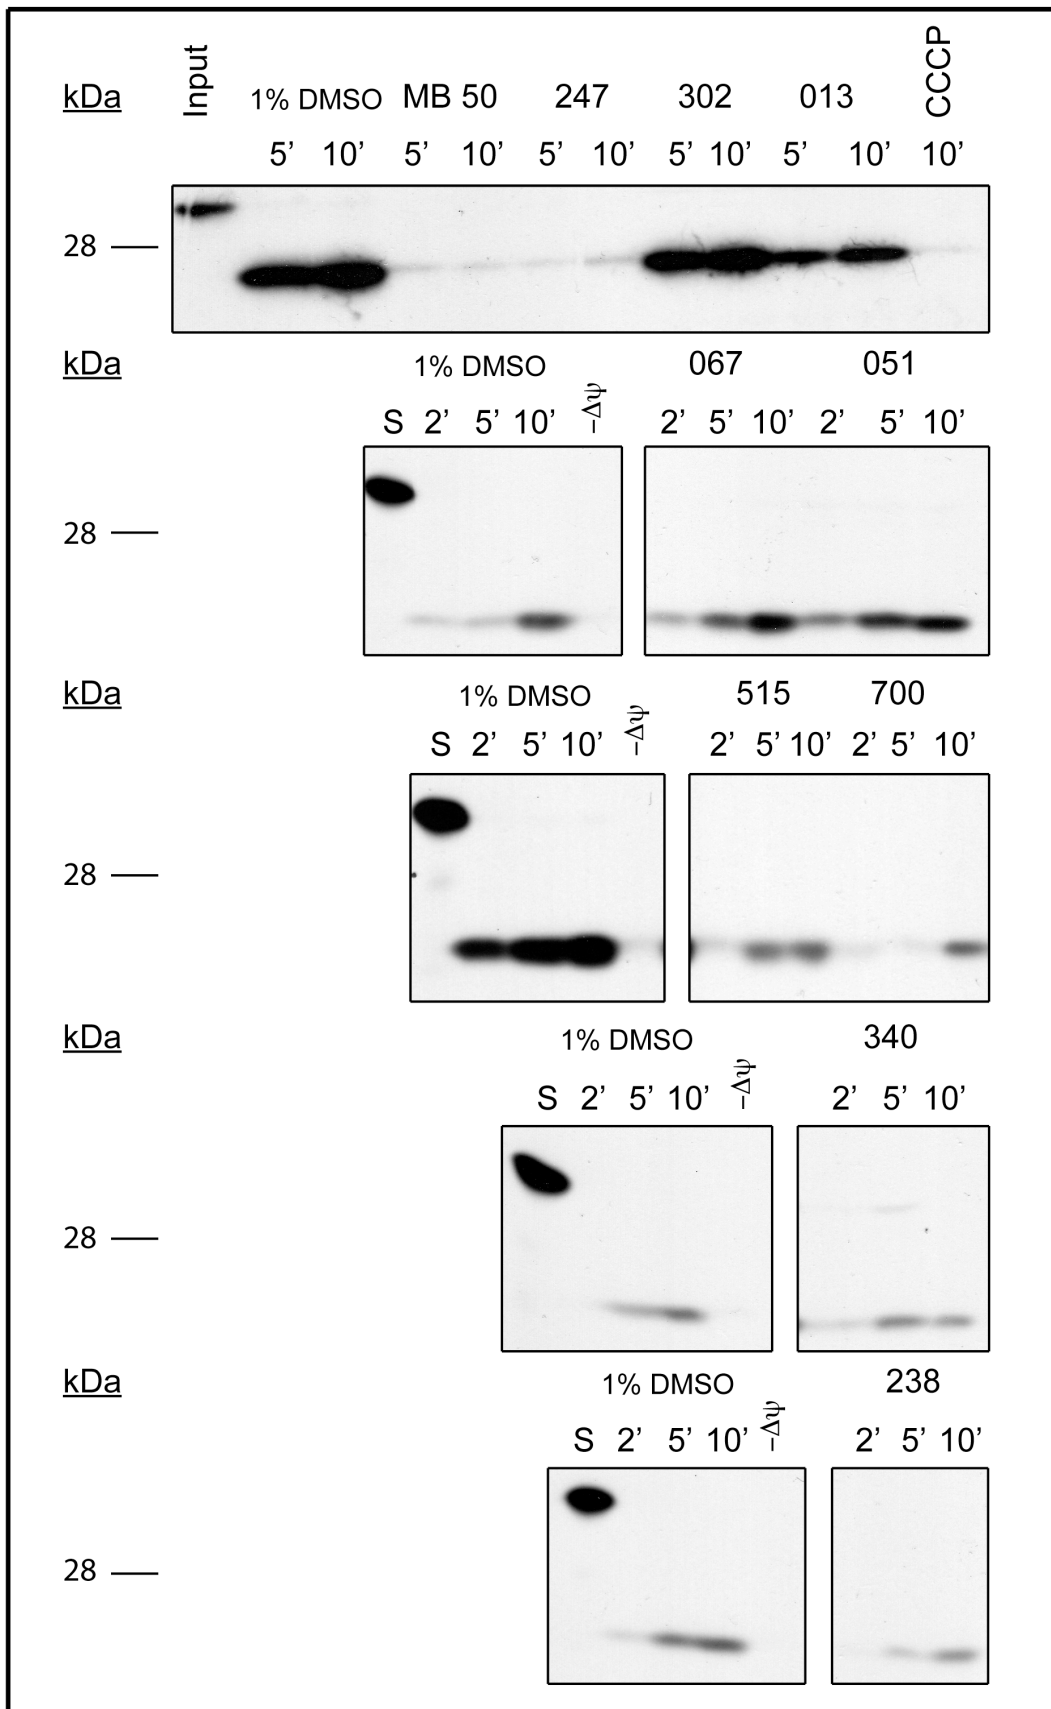 kDa Input 1% DMSO MB 50 247 302 013 CCCP
5’ 10’ 5’ 10’ 5’ 10’ 5’ 10’ 5’ 10’ 10’
28
kDa 1% DMSO 067 051
S 2’ 5’ 10’ –Δψ 2’ 5’ 10’ 2’ 5’ 10’
28
kDa 1% DMSO 515 700
S 2’ 5’ 10’ –Δψ 2’ 5’ 10’ 2’ 5’ 10’
28
kDa 1% DMSO 340
S 2’ 5’ 10’ –Δψ 2’ 5’ 10’
28
kDa 1% DMSO 238
S 2’ 5’ 10’ –Δψ 2’ 5’ 10’
28